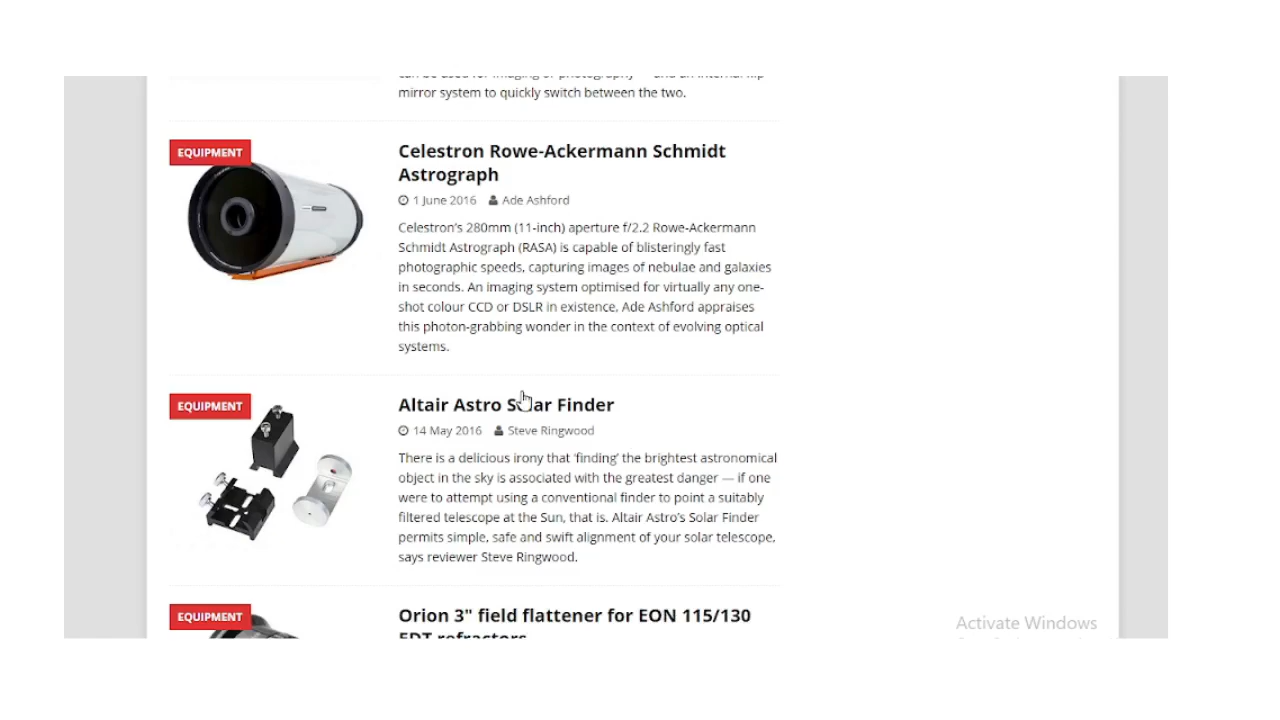 mirror system to quickly switch between the two.
EQUIPMENT
Celestron Rowe-Ackermann Schmidt
Astrograph
1 June 2016 Ade Ashford
Celestron's 280mm (11-inch) aperture f/2.2 Rowe-Ackermann
Schmidt Astrograph (RASA) is capable of blisteringly fast
photographic speeds, capturing images of nebulae and galaxies
in seconds. An imaging system optimised for virtually any one-
shot colour CCD or DSLR in existence, Ade Ashford appraises
this photon-grabbing wonder in the context of evolving optical
systems.
EQUIPMENT
Altair Astro Solar Finder
14 May 2016 Steve Ringwood
There is a delicious irony that ‘finding’ the brightest astronomical
object in the sky is associated with the greatest danger — if one
were to attempt using a conventional finder to point a suitably
filtered telescope at the Sun, that is. Altair Astro’s Solar Finder
permits simple, safe and swift alignment of your solar telescope,
says reviewer Steve Ringwood.
EQUIPMENT
Orion 3" field flattener for EON 115/130
EDT refractors
Activate Windows